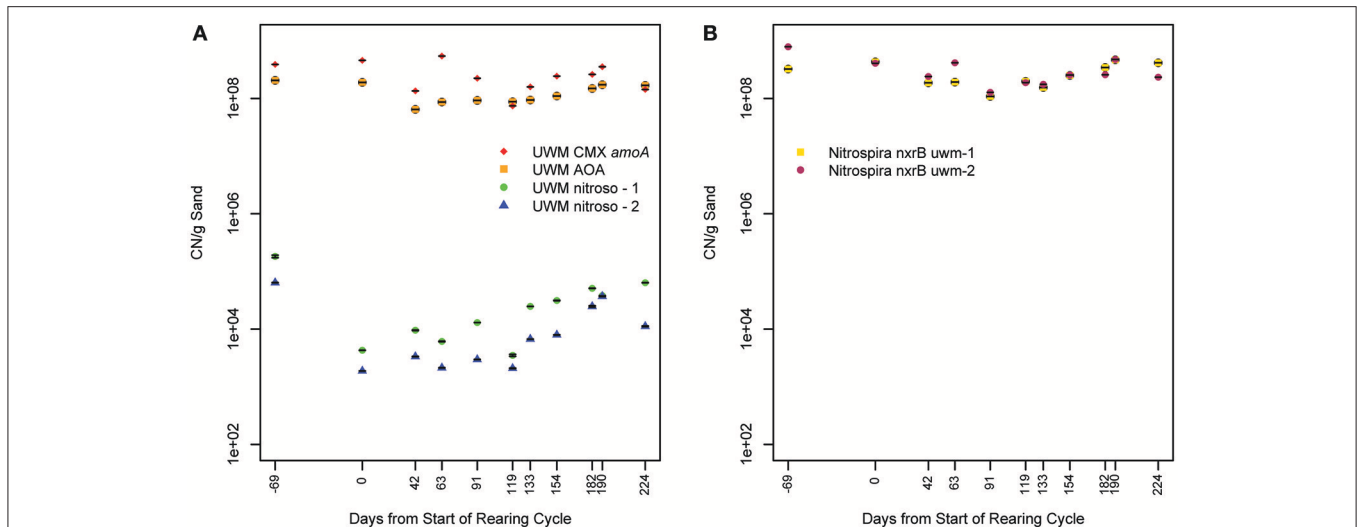 A
CN/g Sand
1e+08
1e+06
1e+04
1e+02
UWM CMX amoA
UWM AOA
UWM nitroso - 1
UWM nitroso - 2
-69
0
42
63
91
119
133
154
182
190
224
Days from Start of Rearing Cycle
B
CN/g Sand
1e+08
1e+06
1e+04
1e+02
Nitrospira nxrB uwm-1
Nitrospira nxrB uwm-2
-69
0
42
63
91
119
133
154
182
190
224
Days from Start of Rearing Cycle